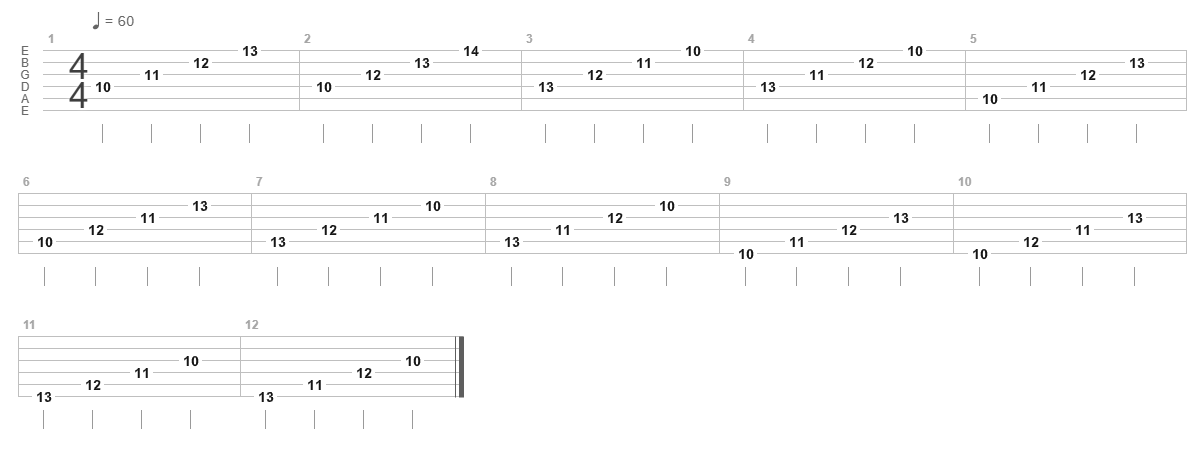 ♩ = 60
1 2 3 4 5
E 13 14 10 10
B 12 13 11 12 13
G 11 12 12 11 12
D 10 10 13 13 11
A 10
E
4
4
6 7 8 9 10
13 10 10
11 11 12 13 13
12 12 11 12 11
10 13 13 11 12
10 10
11 12
10 10
11 12
12 11
13 13